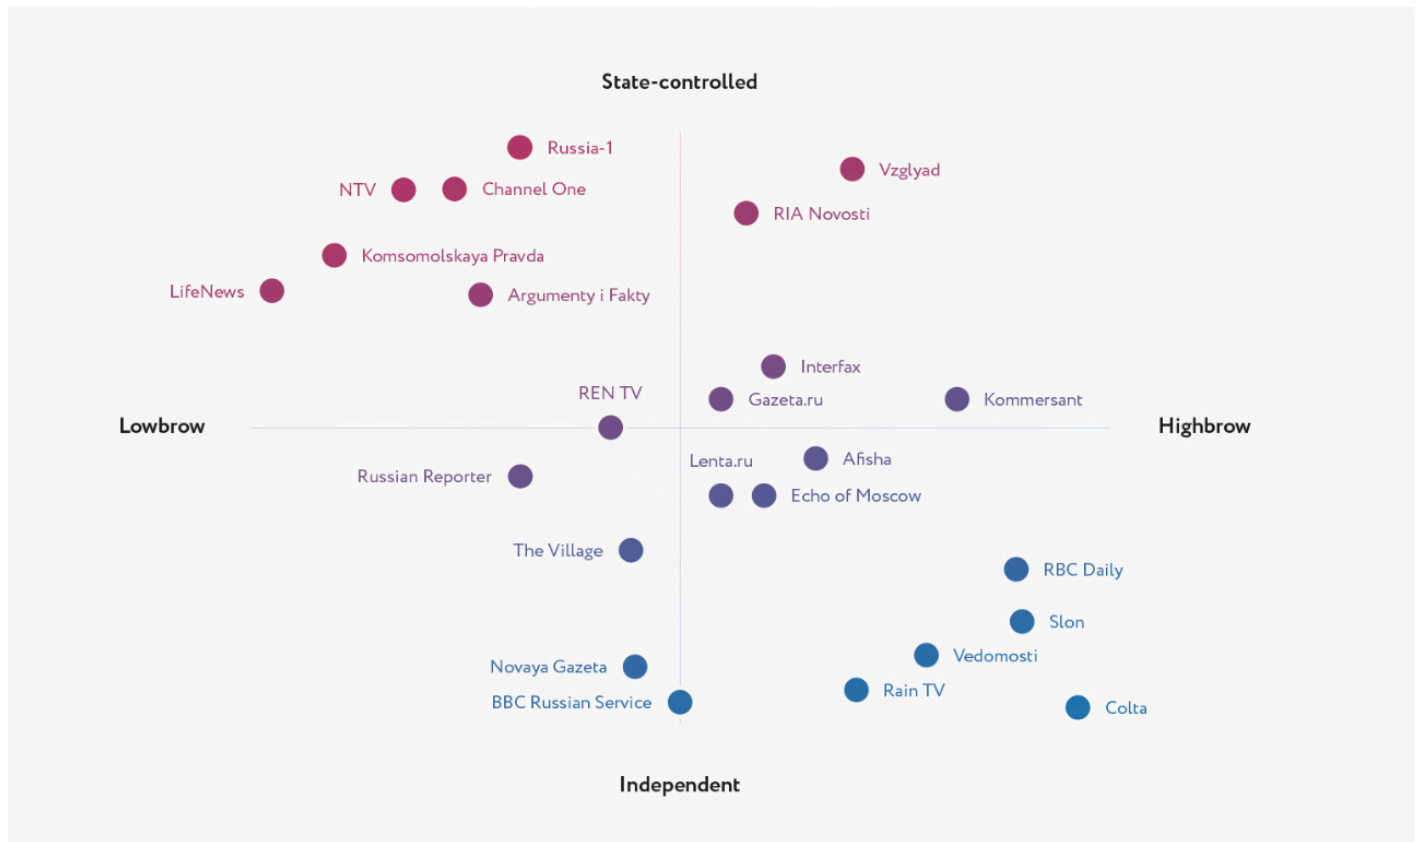 State-controlled
Russia-1
Vzglyad
NTV
Channel One
RIA Novosti
Komsomolskaya Pravda
LifeNews
Argumenty i Fakty
Interfax
REN TV
Gazeta.ru
Kommersant
Lowbrow
Highbrow
Lenta.ru
Afisha
Russian Reporter
Echo of Moscow
The Village
RBC Daily
Slon
Vedomosti
Novaya Gazeta
Rain TV
BBC Russian Service
Colta
Independent